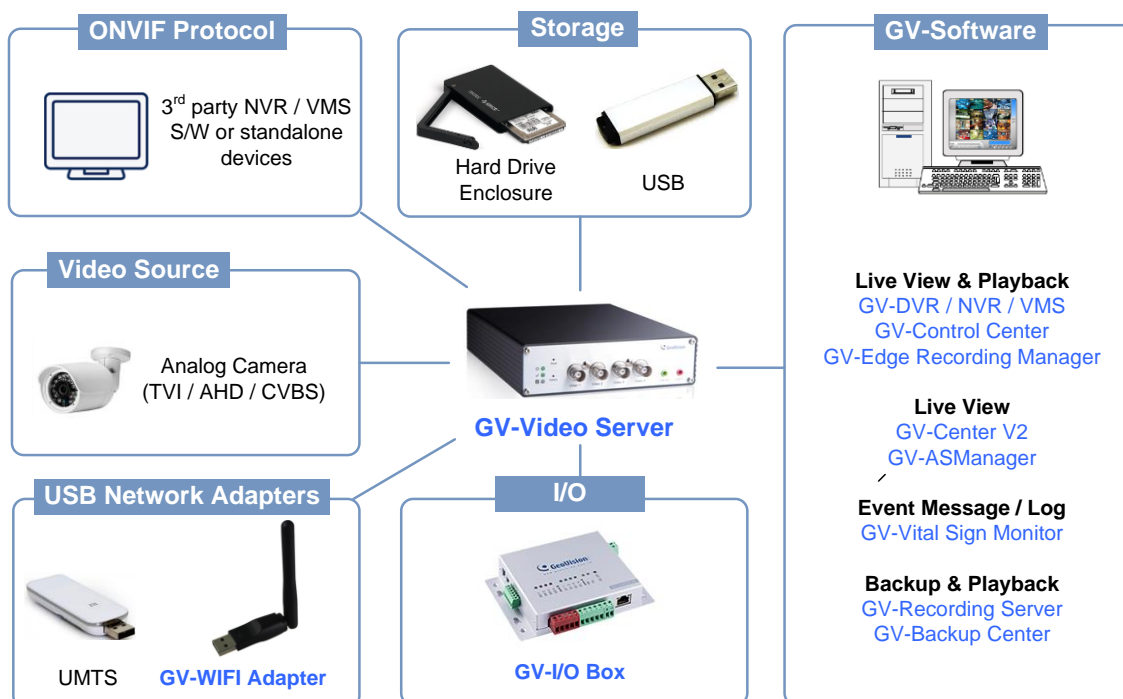 ONVIF Protocol
3rd party NVR / VMS
S/W or standalone
devices
Storage
Hard Drive
Enclosure
USB
GV-Software
Live View & Playback
GV-DVR / NVR / VMS
GV-Control Center
GV-Edge Recording Manager
Live View
GV-Center V2
GV-ASManager
Event Message / Log
GV-Vital Sign Monitor
Backup & Playback
GV-Recording Server
GV-Backup Center
Video Source
Analog Camera
(TVI / AHD / CVBS)
GeoVision
GV-Video Server
USB Network Adapters
UMTS
GV-WIFI Adapter
I/O
GeoVision
GV-I/O Box